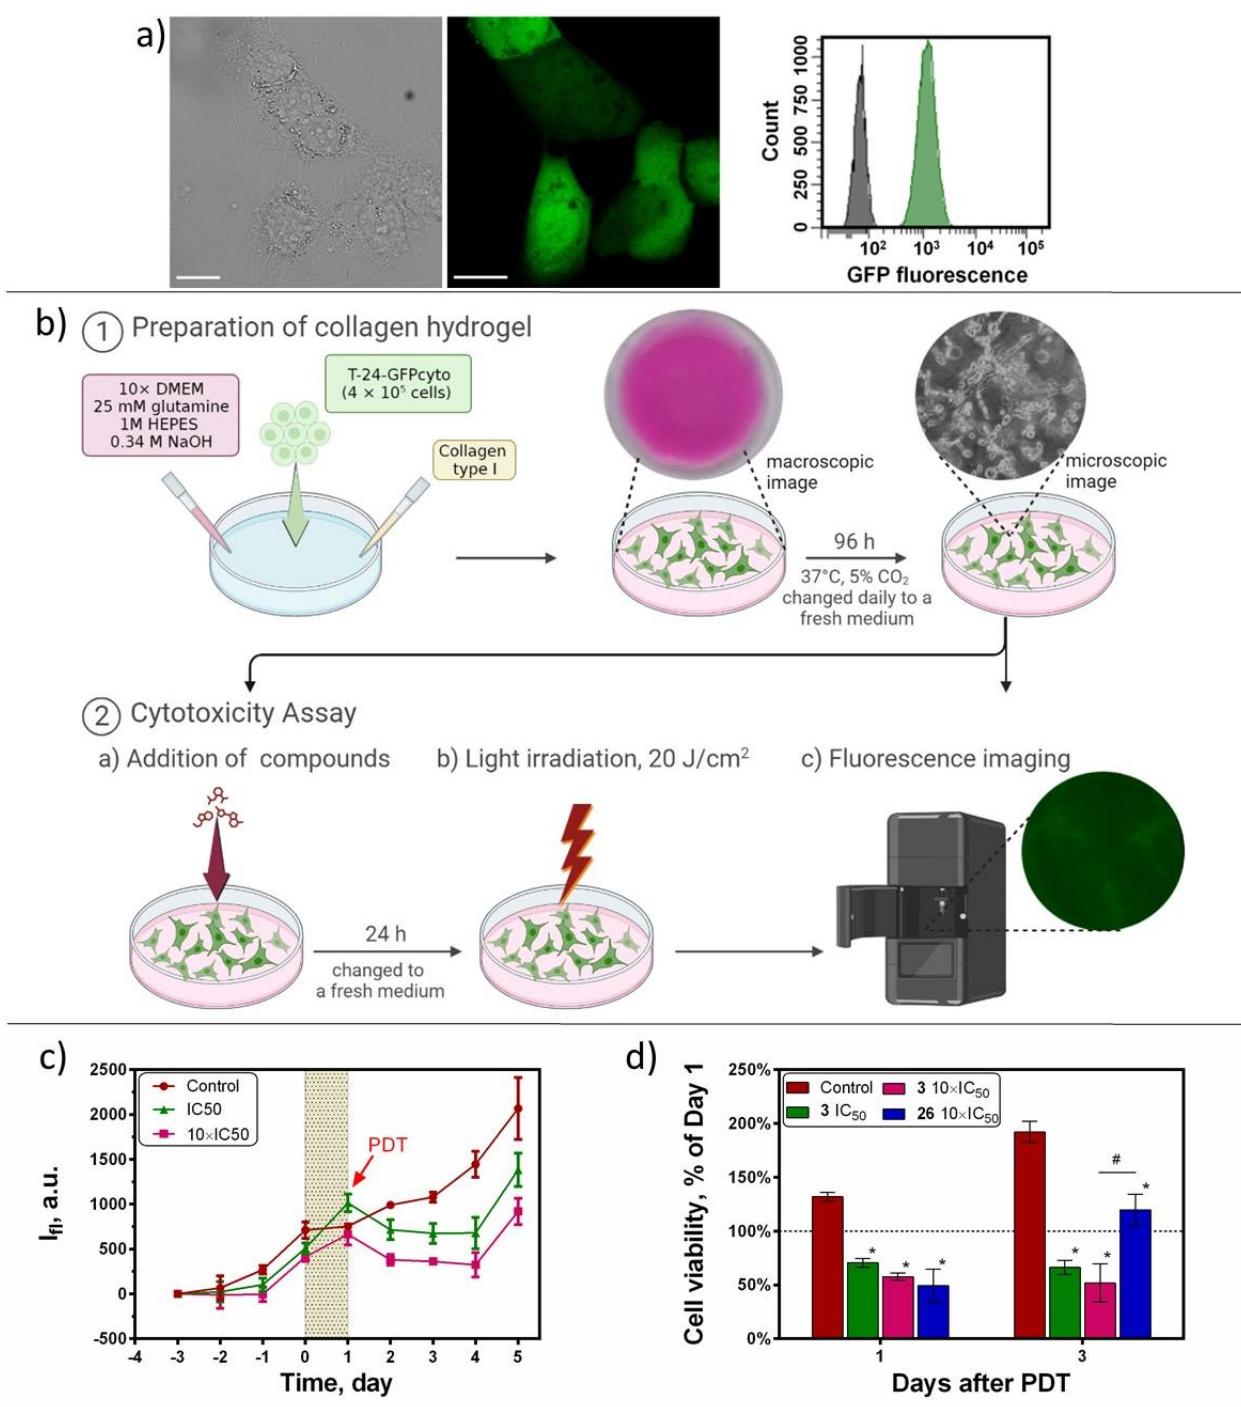 a)
1000
750
500
250
0
Count
10² 10³ 10⁴ 10⁵
GFP fluorescence
b) 1 Preparation of collagen hydrogel
10× DMEM
25 mM glutamine
1M HEPES
0.34 M NaOH
T-24-GFPcyto
(4 × 10⁵ cells)
Collagen
type I
macroscopic
image
96 h
37°C, 5% CO₂
changed daily to a
fresh medium
microscopic
image
2 Cytotoxicity Assay
a) Addition of compounds
24 h
changed to
a fresh medium
b) Light irradiation, 20 J/cm²
c) Fluorescence imaging
c)
2500
2000
1500
1000
500
0
-500
Ifl, a.u.
Control
IC50
10×IC50
PDT
-4 -3 -2 -1 0 1 2 3 4 5
Time, day
d)
250%
200%
150%
100%
50%
0%
Cell viability, % of Day 1
Control 3 10×IC₅₀
3 IC₅₀ 26 10×IC₅₀
* * *
#
* * *
1 3
Days after PDT